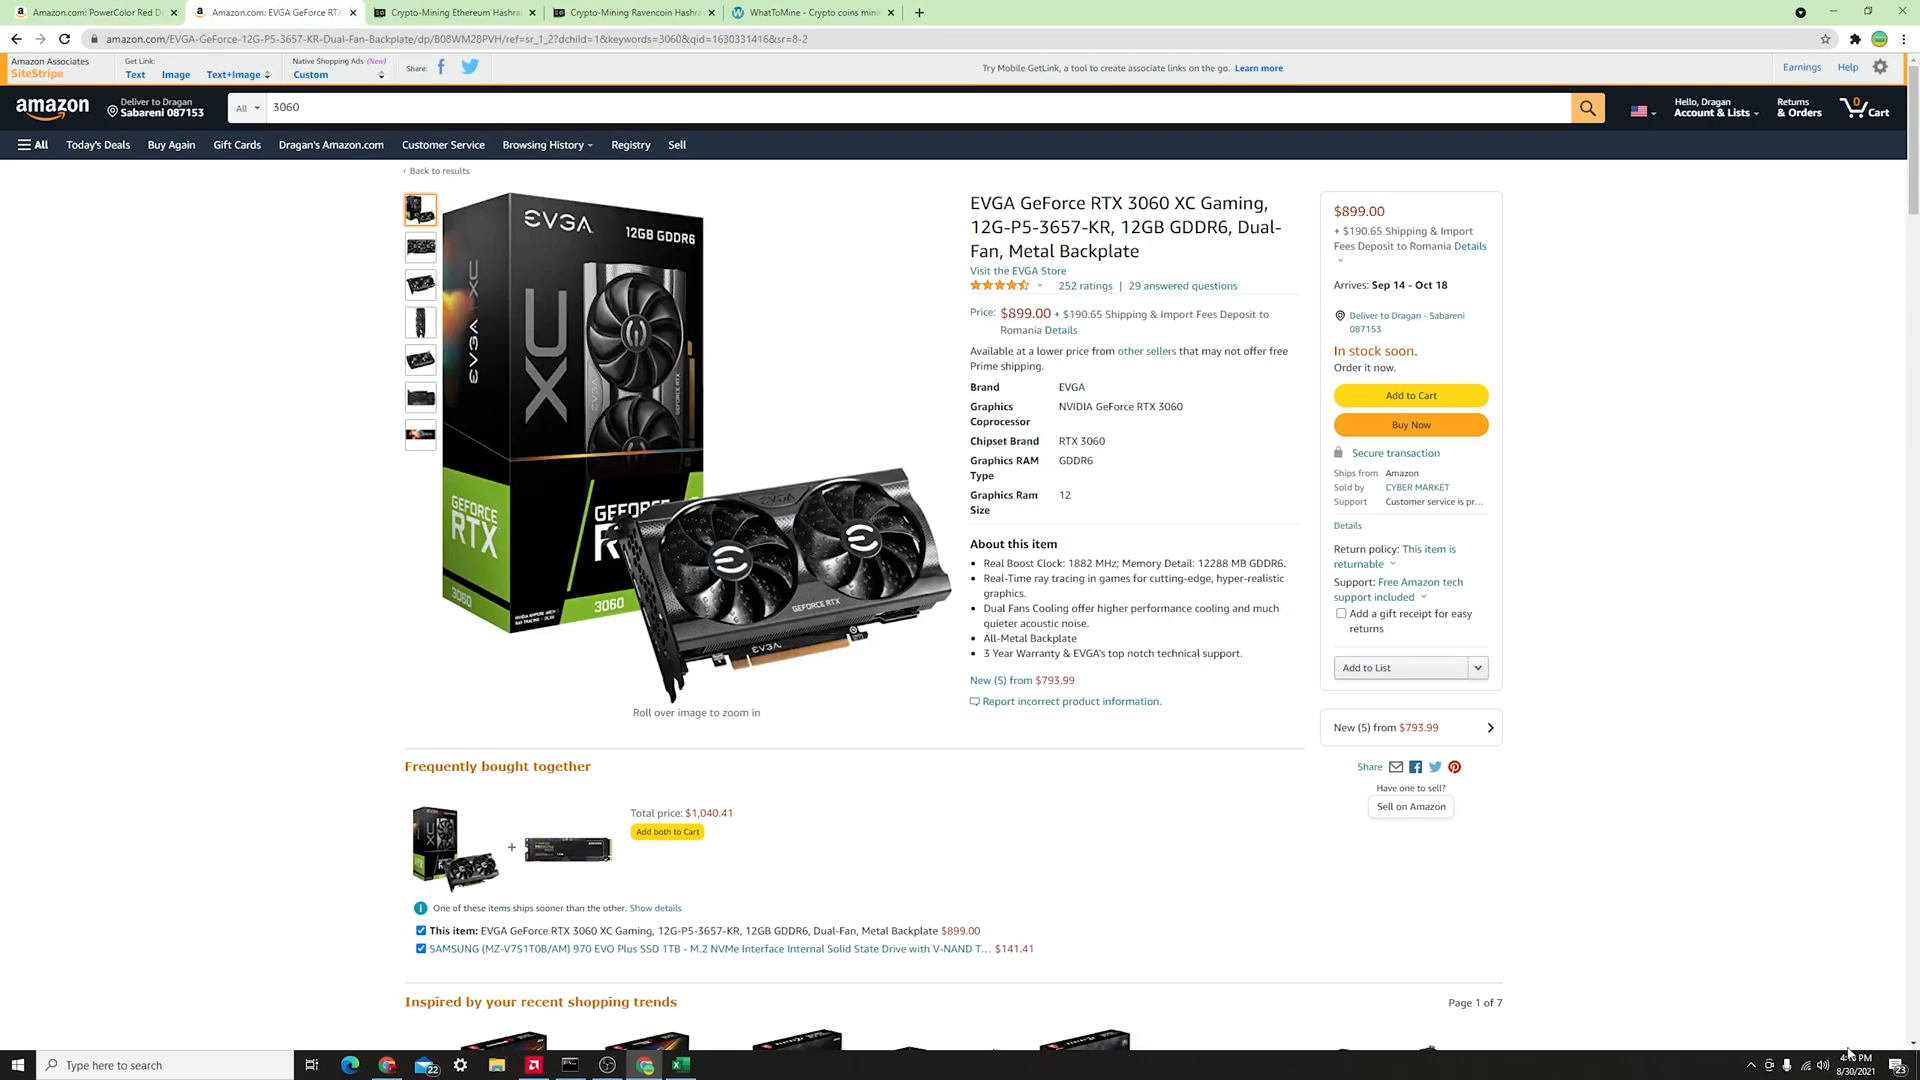 Amazon.com: PowerColor Red D
Amazon.com: EVGA GeForce RTX
Crypto-Mining Ethereum Hashra
Crypto-Mining Ravencoin Hashra
WhatToMine - Crypto coins mini
amazon.com/EVGA-GeForce-12G-P5-3657-KR-Dual-Fan-Backplate/dp/B08WM28PVH/ref=sr_1_2?dchild=1&keywords=3060&qid=1630331416&sr=8-2
Amazon Associates
SiteStripe
Get Link:
Text Image Text+Image
Native Shopping Ads (New)
Custom
Share:
Try Mobile GetLink, a tool to create associate links on the go. Learn more
Earnings Help
amazon
Deliver to Dragan
Sabareni 087153
All
3060
Hello, Dragan
Account & Lists
Returns
& Orders
0
Cart
All Today's Deals Buy Again Gift Cards Dragan's Amazon.com Customer Service Browsing History Registry Sell
‹ Back to results
EVGA
12GB GDDR6
EVGA XC
XC
GEFORCE RTX
GEFORCE
RTX
3060
3060
GEFORCE RTX
EVGA
Roll over image to zoom in
EVGA GeForce RTX 3060 XC Gaming,
12G-P5-3657-KR, 12GB GDDR6, Dual-
Fan, Metal Backplate
Visit the EVGA Store
252 ratings | 29 answered questions
Price: $899.00 + $190.65 Shipping & Import Fees Deposit to
Romania Details
Available at a lower price from other sellers that may not offer free
Prime shipping.
Brand EVGA
Graphics NVIDIA GeForce RTX 3060
Coprocessor
Chipset Brand RTX 3060
Graphics RAM GDDR6
Type
Graphics Ram 12
Size
About this item
• Real Boost Clock: 1882 MHz; Memory Detail: 12288 MB GDDR6.
• Real-Time ray tracing in games for cutting-edge, hyper-realistic
graphics.
• Dual Fans Cooling offer higher performance cooling and much
quieter acoustic noise.
• All-Metal Backplate
• 3 Year Warranty & EVGA's top notch technical support.
New (5) from $793.99
Report incorrect product information.
$899.00
+ $190.65 Shipping & Import
Fees Deposit to Romania Details
Arrives: Sep 14 - Oct 18
Deliver to Dragan - Sabareni
087153
In stock soon.
Order it now.
Add to Cart
Buy Now
Secure transaction
Ships from Amazon
Sold by CYBER MARKET
Support Customer service is pr...
Details
Return policy: This item is
returnable
Support: Free Amazon tech
support included
Add a gift receipt for easy
returns
Add to List
New (5) from $793.99
Share
Have one to sell?
Sell on Amazon
Frequently bought together
+
Total price: $1,040.41
Add both to Cart
One of these items ships sooner than the other. Show details
This item: EVGA GeForce RTX 3060 XC Gaming, 12G-P5-3657-KR, 12GB GDDR6, Dual-Fan, Metal Backplate $899.00
SAMSUNG (MZ-V7S1T0B/AM) 970 EVO Plus SSD 1TB - M.2 NVMe Interface Internal Solid State Drive with V-NAND T... $141.41
Inspired by your recent shopping trends
Page 1 of 7
Type here to search
22
PM
8/30/2021
23